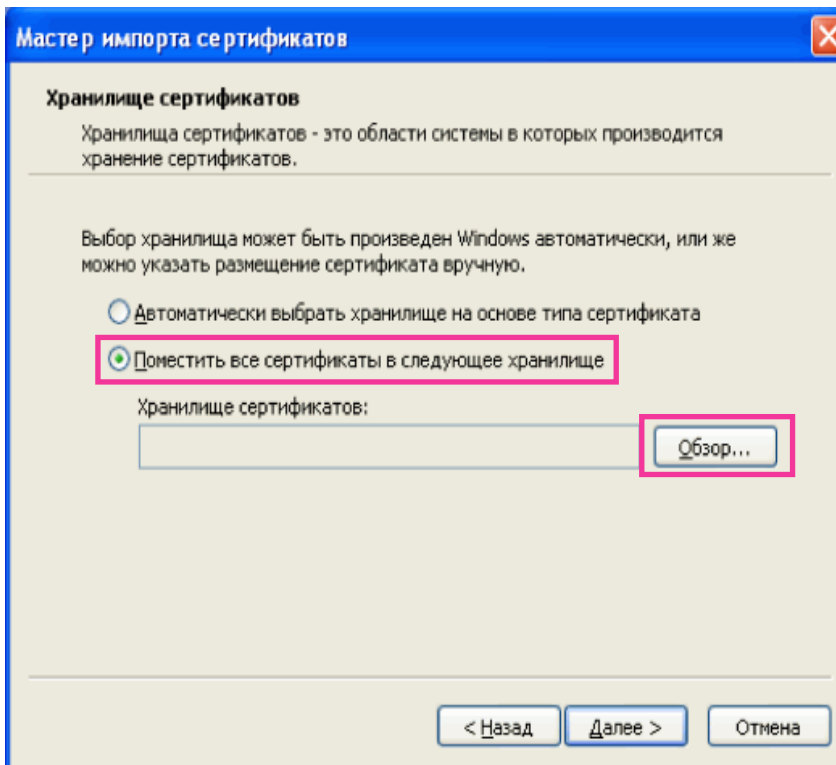 Мастер импорта сертификатов
Хранилище сертификатов
Хранилища сертификатов - это области системы в которых производится
хранение сертификатов.
Выбор хранилища может быть произведен Windows автоматически, или же
можно указать размещение сертификата вручную.
Автоматически выбрать хранилище на основе типа сертификата
Поместить все сертификаты в следующее хранилище
Хранилище сертификатов:
Обзор...
< Назад Далее > Отмена